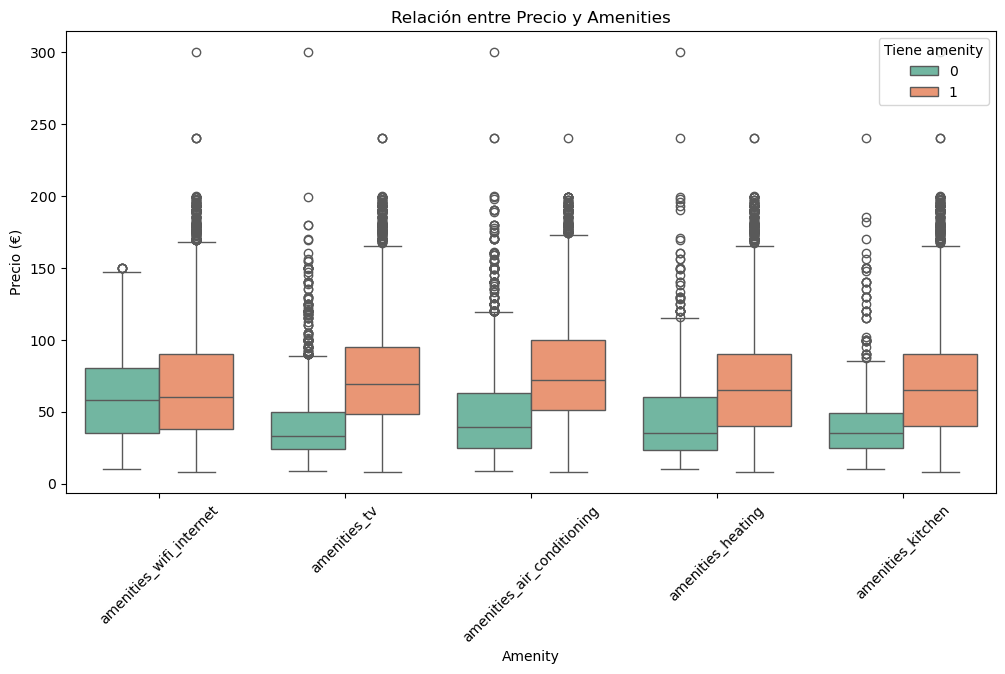 Relación entre Precio y Amenities
Tiene amenity
0
1
Precio (€)
300
250
200
150
100
50
0
amenities_wifi_internet
amenities_tv
amenities_air_conditioning
amenities_heating
amenities_kitchen
Amenity